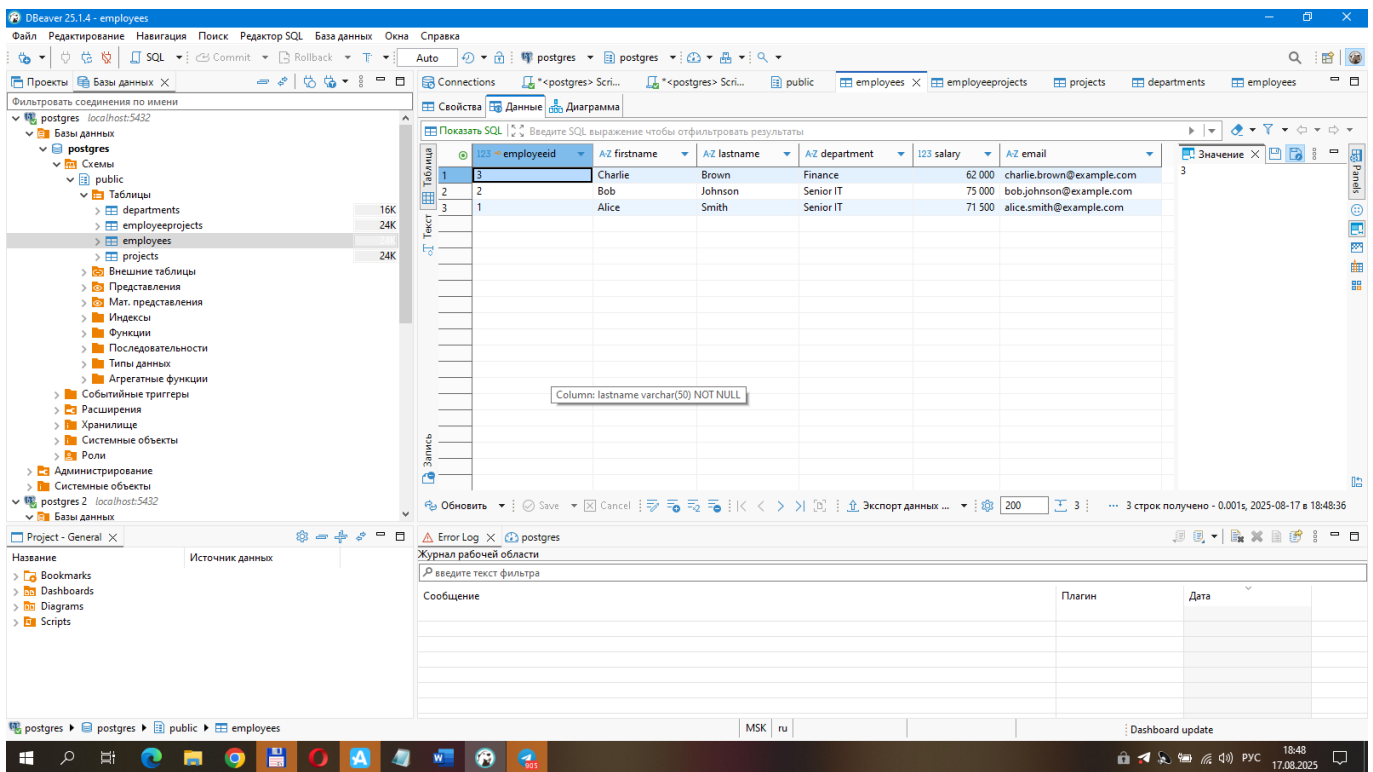 DBeaver 25.1.4 - employees
Файл Редактирование Навигация Поиск Редактор SQL База данных Окна Справка
SQL Commit Rollback Auto postgres postgres
Проекты Базы данных
Connections *<postgres> Scri... *<postgres> Scri... public employees employeeprojects projects departments employees
Фильтровать соединения по имени
Свойства Данные Диаграмма
Показать SQL Введите SQL выражение чтобы отфильтровать результаты
postgres localhost:5432
Базы данных
postgres
Схемы
public
Таблицы
departments 16K
employeeprojects 24K
employees
projects 24K
Внешние таблицы
Представления
Мат. представления
Индексы
Функции
Последовательности
Типы данных
Агрегатные функции
Событийные триггеры
Расширения
Хранилище
Системные объекты
Роли
Администрирование
Системные объекты
postgres 2 localhost:5432
Базы данных
Таблица
Текст
Запись
123 employeeid A-Z firstname A-Z lastname A-Z department 123 salary A-Z email
1 3 Charlie Brown Finance 62 000 charlie.brown@example.com
2 2 Bob Johnson Senior IT 75 000 bob.johnson@example.com
3 1 Alice Smith Senior IT 71 500 alice.smith@example.com
Column: lastname varchar(50) NOT NULL
Значение
3
Panels
Обновить Save Cancel Экспорт данных ... 200 3 ... 3 строк получено - 0.001s, 2025-08-17 в 18:48:36
Project - General
Название Источник данных
Bookmarks
Dashboards
Diagrams
Scripts
Error Log postgres
Журнал рабочей области
введите текст фильтра
Сообщение Плагин Дата
postgres postgres public employees
MSK ru
Dashboard update
W
A
905
РУС
18:48
17.08.2025